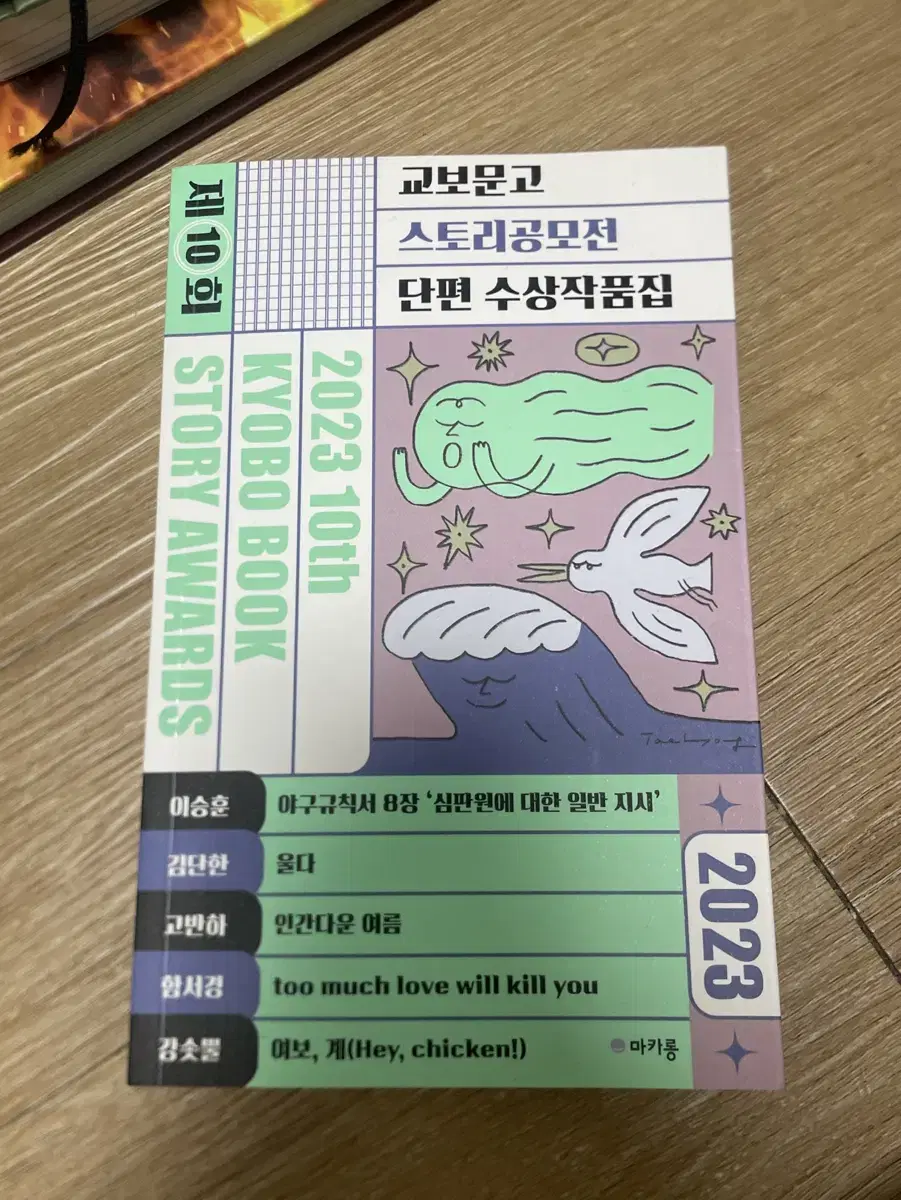 제10회
교보문고
스토리공모전
단편 수상작품집
2023 10th
KYOBO BOOK
STORY AWARDS
이승훈 야구규칙서 8장 ‘심판원에 대한 일반 지시’
김단한 울다
고반하 인간다운 여름
함서경 too much love will kill you
강솟뿔 여보, 계(Hey, chicken!)
마카롱
2023